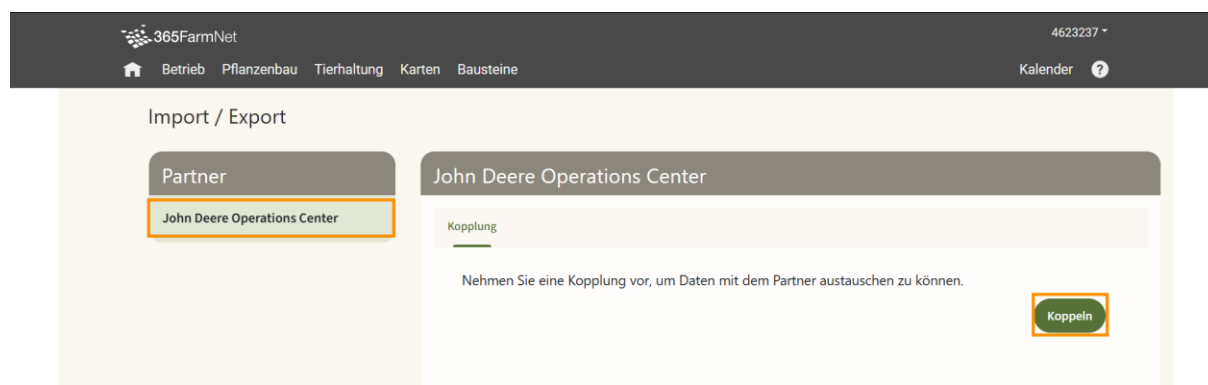 365FarmNet
4623237
Betrieb Pflanzenbau Tierhaltung Karten Bausteine
Kalender ?
Import / Export
Partner
John Deere Operations Center
John Deere Operations Center
Kopplung
Nehmen Sie eine Kopplung vor, um Daten mit dem Partner austauschen zu können.
Koppeln